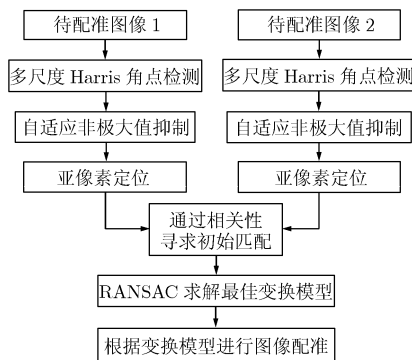 待配准图像 1
待配准图像 2
多尺度 Harris 角点检测
多尺度 Harris 角点检测
自适应非极大值抑制
自适应非极大值抑制
亚像素定位
亚像素定位
通过相关性
寻求初始匹配
RANSAC 求解最佳变换模型
根据变换模型进行图像配准